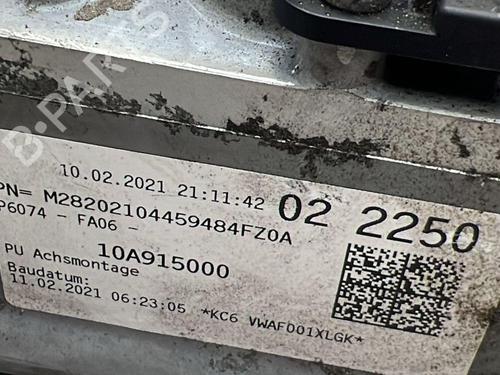 B-PARTS
10.02.2021 21:11:42 02 2250
PN= M28202104459484FZ0A
P6074 - FA06 -
10A915000
PU Achsmontage
Baudatum:
11.02.2021 06:23:05 *KC6 VWAF001XLGK*